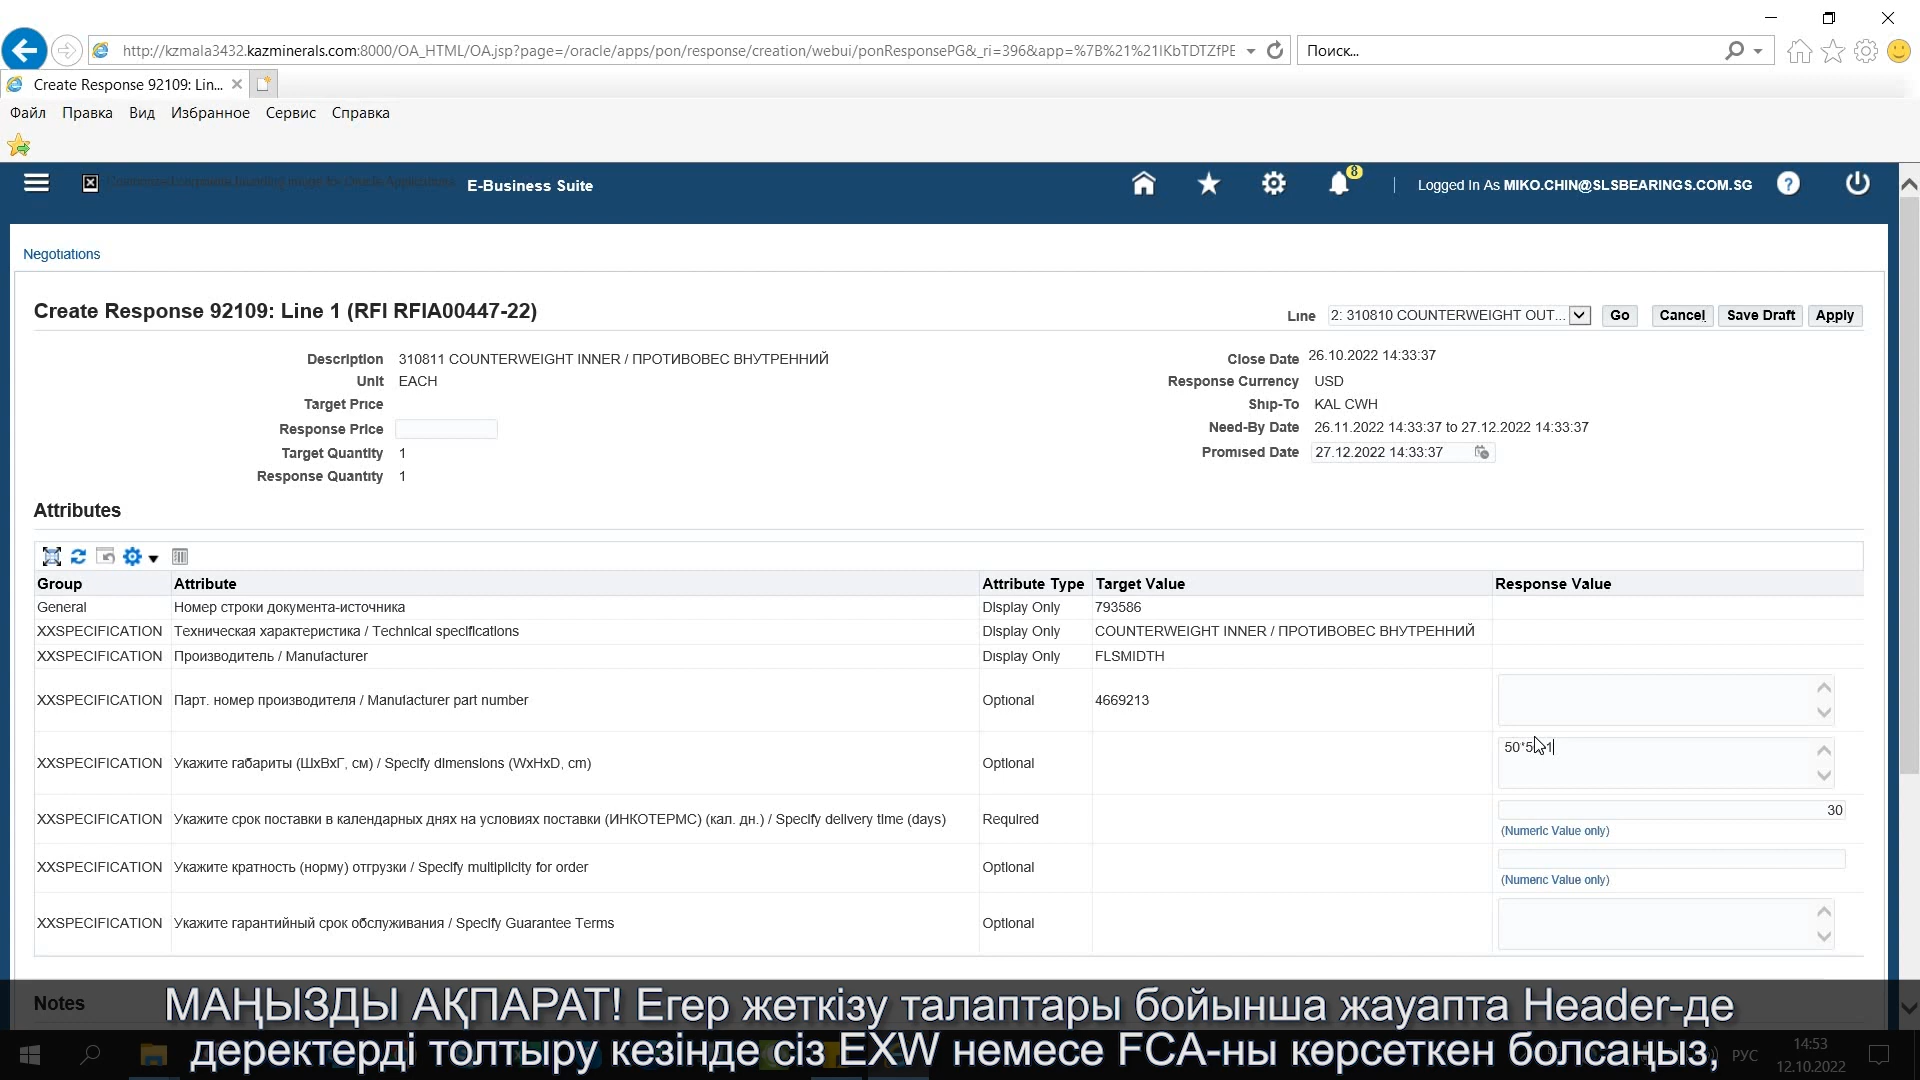 http://kzmala3432.kazminerals.com:8000/OA_HTML/OA.jsp?page=/oracle/apps/pon/response/creation/webui/ponResponsePG&_ri=396&app=%7B%21%21IKbTDTZfPE
Поиск...
Create Response 92109: Lin...
Файл Правка Вид Избранное Сервис Справка
E-Business Suite
8
Logged In As MIKO.CHIN@SLSBEARINGS.COM.SG
Negotiations
Create Response 92109: Line 1 (RFI RFIA00447-22)
Line 2: 310810 COUNTERWEIGHT OUT... Go Cancel Save Draft Apply
Description 310811 COUNTERWEIGHT INNER / ПРОТИВОВЕС ВНУТРЕННИЙ
Unit EACH
Target Price
Response Price
Target Quantity 1
Response Quantity 1
Close Date 26.10.2022 14:33:37
Response Currency USD
Ship-To KAL CWH
Need-By Date 26.11.2022 14:33:37 to 27.12.2022 14:33:37
Promised Date 27.12.2022 14:33:37
Attributes
Group Attribute Attribute Type Target Value Response Value
General Номер строки документа-источника Display Only 793586
XXSPECIFICATION Техническая характеристика / Technical specifications Display Only COUNTERWEIGHT INNER / ПРОТИВОВЕС ВНУТРЕННИЙ
XXSPECIFICATION Производитель / Manufacturer Display Only FLSMIDTH
XXSPECIFICATION Парт. номер производителя / Manufacturer part number Optional 4669213
XXSPECIFICATION Укажите габариты (ШхВхГ, см) / Specify dimensions (WxHxD, cm) Optional
XXSPECIFICATION Укажите срок поставки в календарных днях на условиях поставки (ИНКОТЕРМС) (кал. дн.) / Specify delivery time (days) Required 30
(Numeric Value only)
XXSPECIFICATION Укажите кратность (норму) отгрузки / Specify multiplicity for order Optional
(Numeric Value only)
XXSPECIFICATION Укажите гарантийный срок обслуживания / Specify Guarantee Terms Optional
Notes
МАҢЫЗДЫ АҚПАРАТ! Егер жеткізу талаптары бойынша жауапта Header-де
деректерді толтыру кезінде сіз EXW немесе FCA-ны көрсеткен болсаңыз,
РУС
14:53
12.10.2022